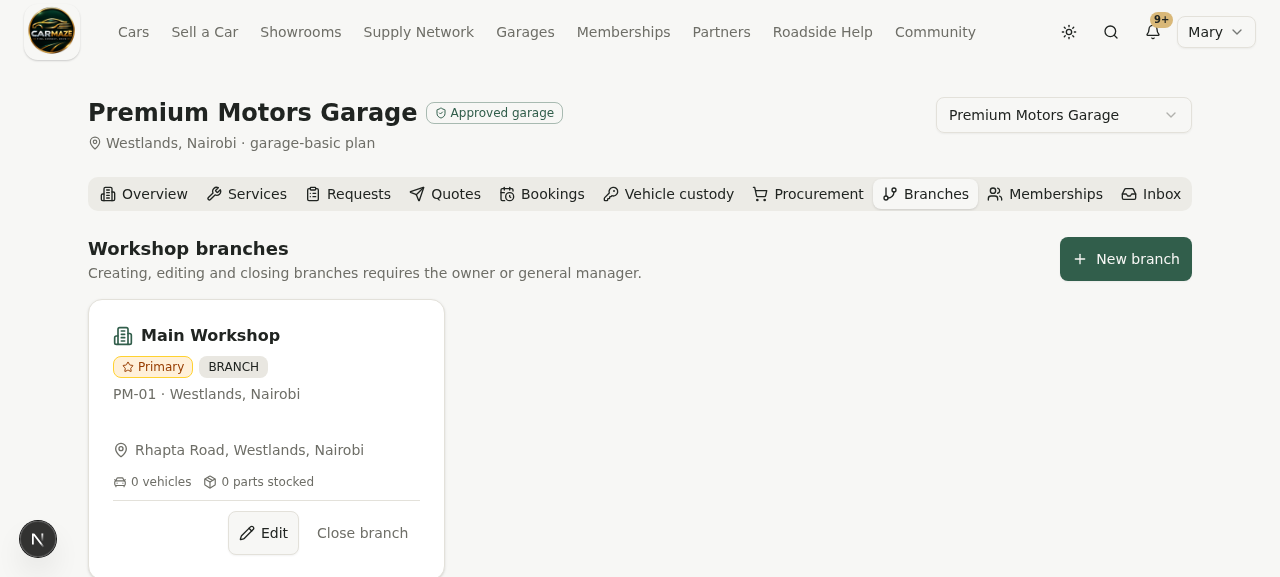 CARMAZE
Cars Sell a Car Showrooms Supply Network Garages Memberships Partners Roadside Help Community 9+ Mary
Premium Motors Garage Approved garage Premium Motors Garage
Westlands, Nairobi · garage-basic plan
Overview Services Requests Quotes Bookings Vehicle custody Procurement Branches Memberships Inbox
Workshop branches
Creating, editing and closing branches requires the owner or general manager.
New branch
Main Workshop
Primary BRANCH
PM-01 · Westlands, Nairobi
Rhapta Road, Westlands, Nairobi
0 vehicles 0 parts stocked
Edit Close branch
N